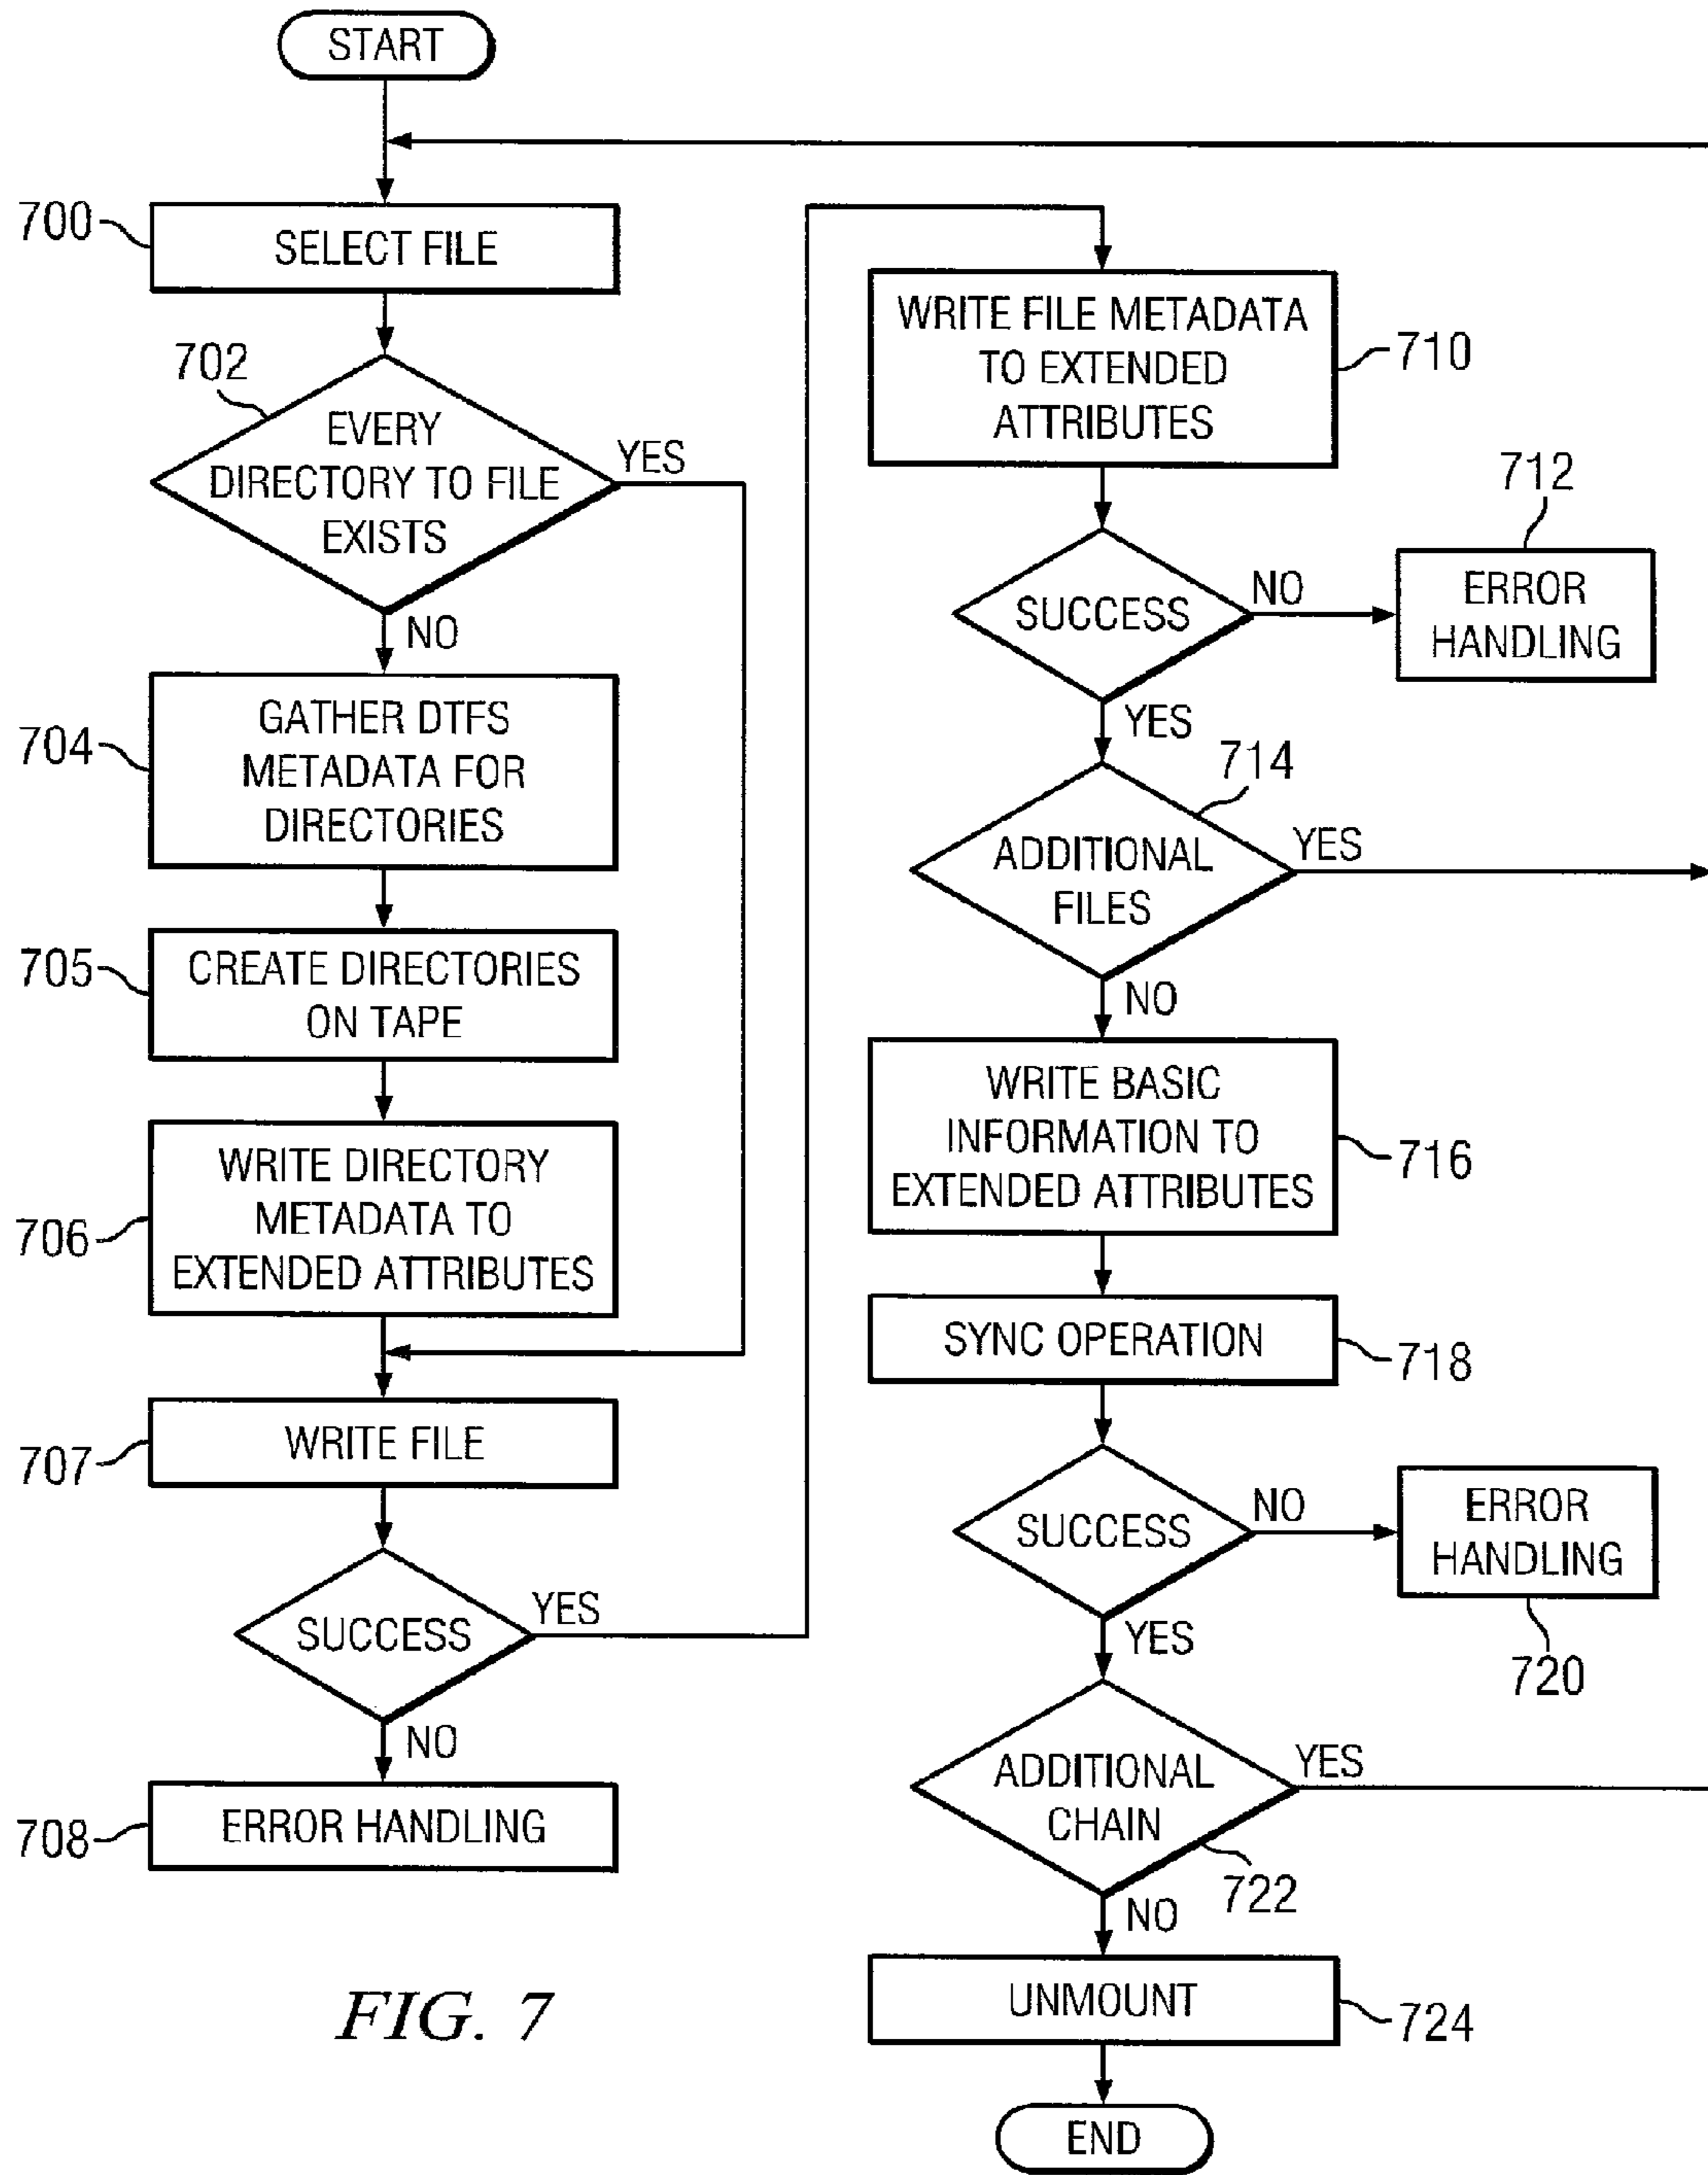 START
700
SELECT FILE
702
EVERY
DIRECTORY TO FILE
EXISTS
YES
NO
704
GATHER DTFS
METADATA FOR
DIRECTORIES
705
CREATE DIRECTORIES
ON TAPE
706
WRITE DIRECTORY
METADATA TO
EXTENDED ATTRIBUTES
707
WRITE FILE
SUCCESS
YES
NO
708
ERROR HANDLING
WRITE FILE METADATA
TO EXTENDED
ATTRIBUTES
710
SUCCESS
NO
712
ERROR
HANDLING
YES
714
ADDITIONAL
FILES
YES
NO
WRITE BASIC
INFORMATION TO
EXTENDED ATTRIBUTES
716
SYNC OPERATION
718
SUCCESS
NO
ERROR
HANDLING
720
YES
ADDITIONAL
CHAIN
YES
722
NO
UNMOUNT
724
END
FIG. 7